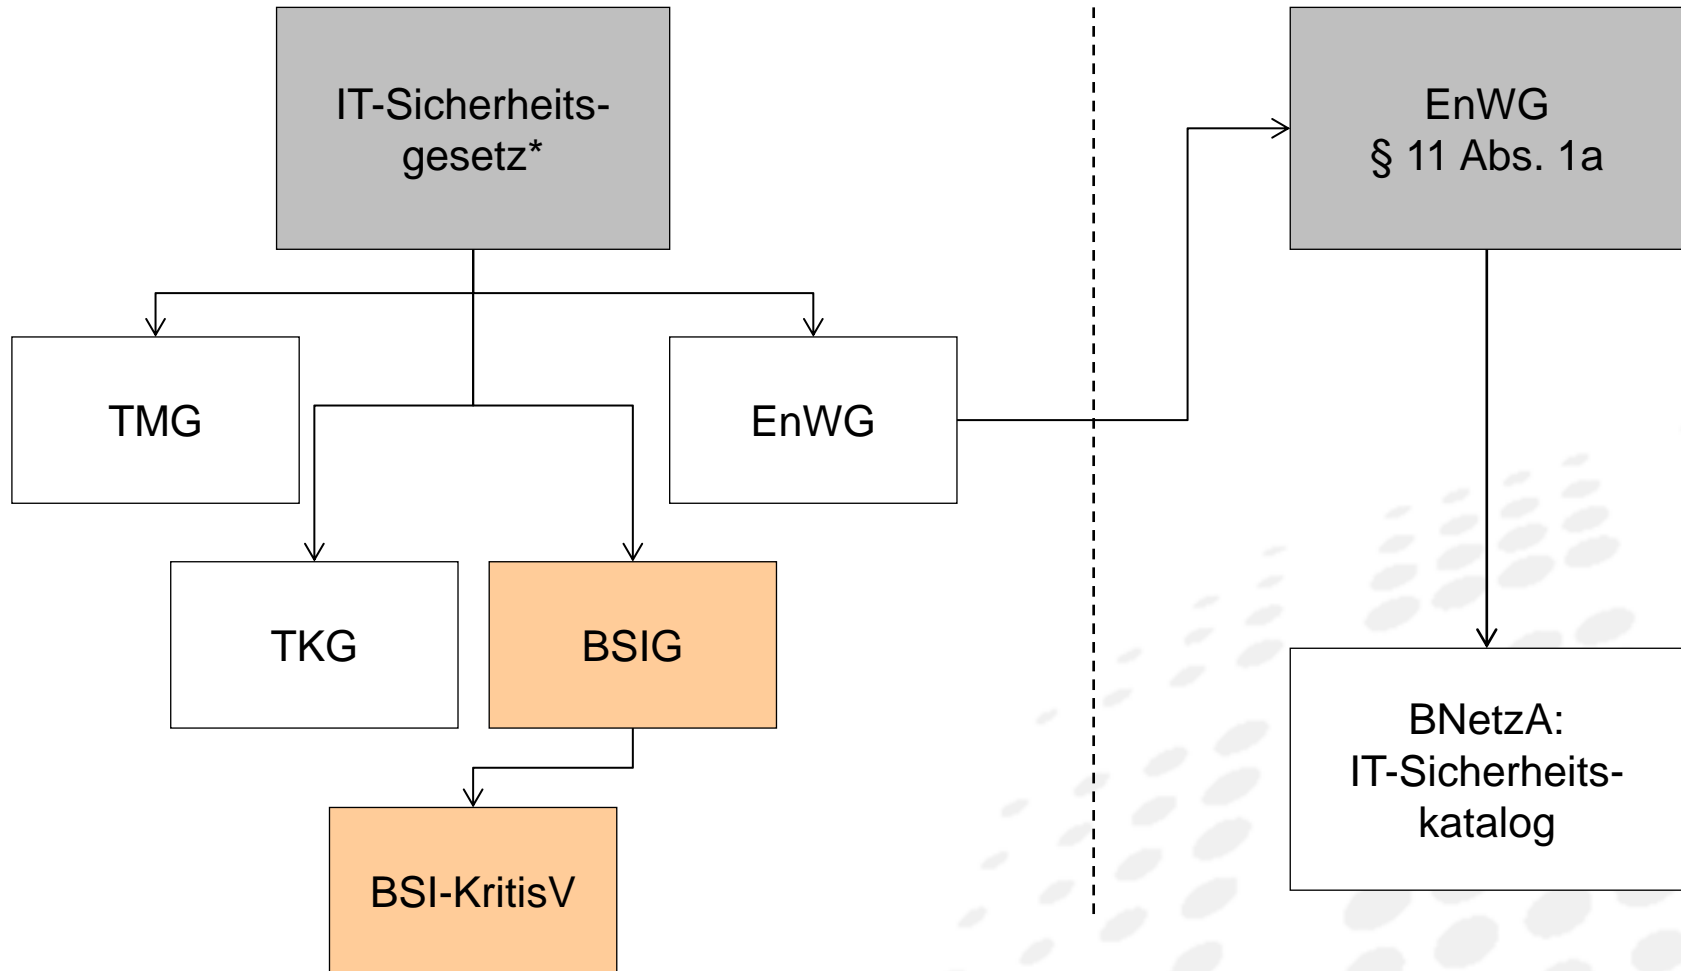 IT-Sicherheits-
gesetz*
EnWG
§ 11 Abs. 1a
TMG
EnWG
TKG
BSIG
BNetzA:
IT-Sicherheits-
katalog
BSI-KritisV